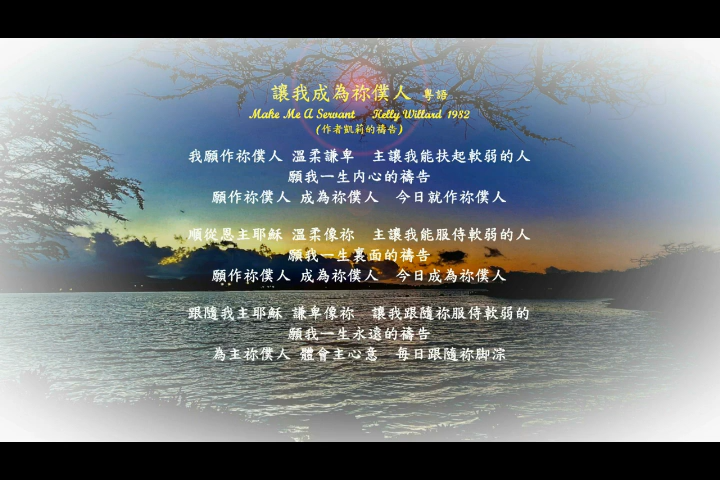 讓我成為祢僕人 粵語
Make Me A Servant Kelly Willard 1982
(作者凱莉的禱告)
我願作祢僕人 溫柔謙卑 主讓我能扶起軟弱的人
願我一生內心的禱告
願作祢僕人 成為祢僕人 今日就作祢僕人
順從恩主耶穌 溫柔像祢 主讓我能服侍軟弱的人
願我一生裏面的禱告
願作祢僕人 成為祢僕人 今日成為祢僕人
跟隨我主耶穌 謙卑像祢 讓我跟隨祢服侍軟弱的
願我一生永遠的禱告
為主祢僕人 體會主心意 每日跟隨祢脚淙